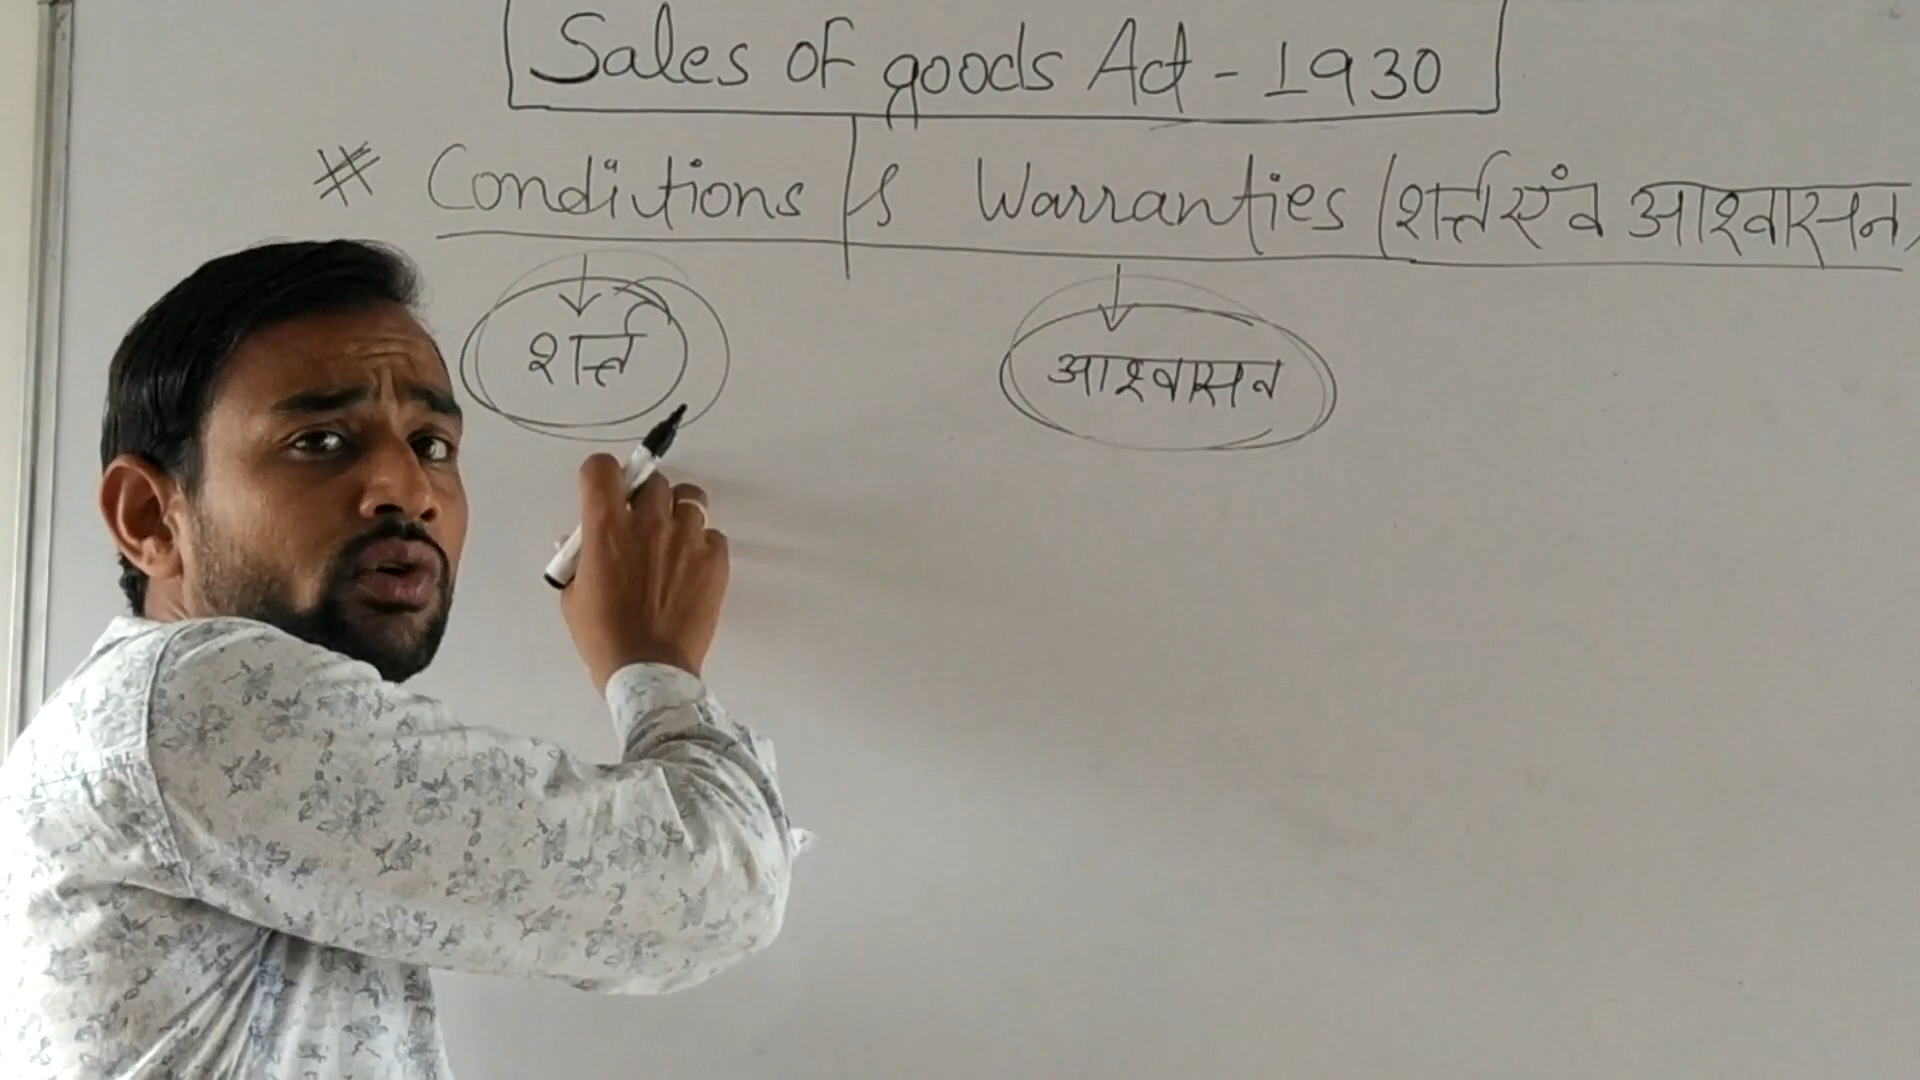 Sales of goods Act - 1930
# Conditions & Warranties (शर्त्त एंव आश्वासन)
शर्त्त
आश्वासन